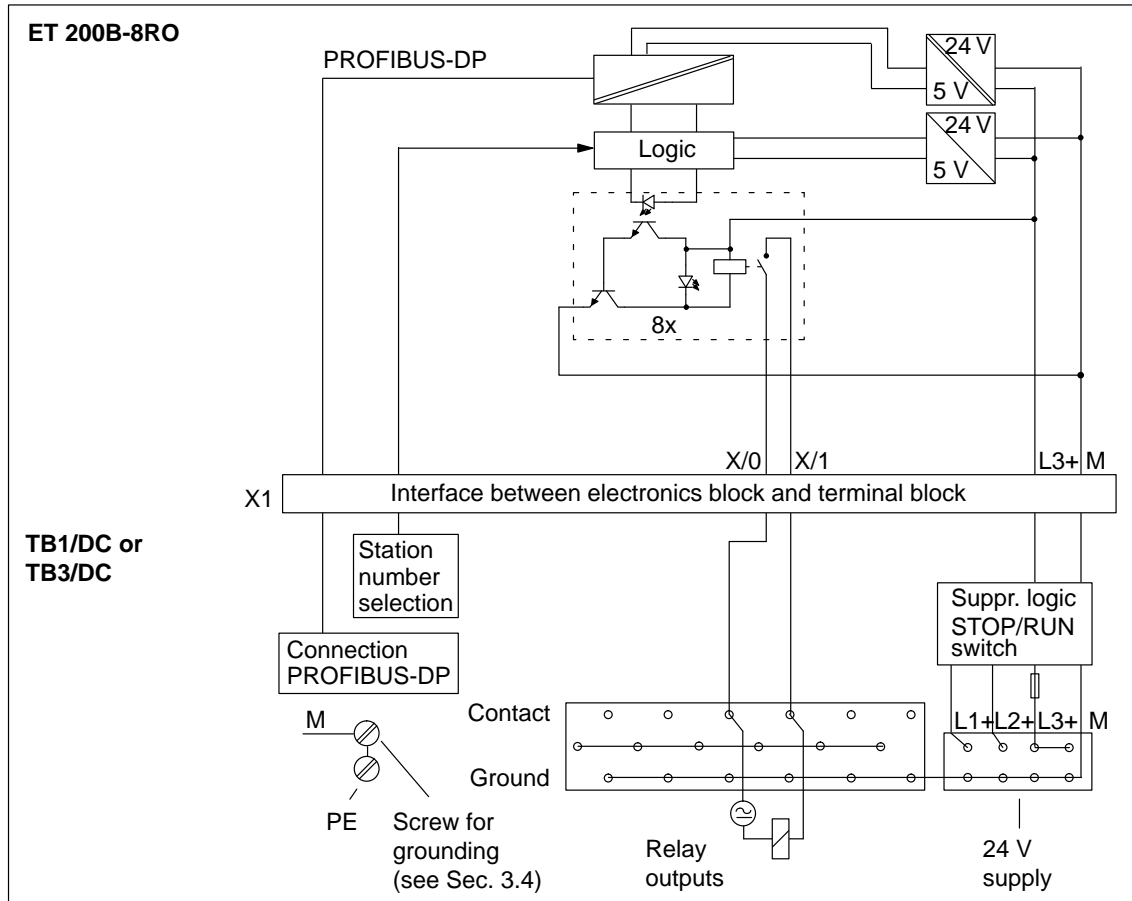 ET 200B-8RO
PROFIBUS-DP
24 V
5 V
Logic
24 V
5 V
8x
X/0 X/1 L3+ M
X1
Interface between electronics block and terminal block
TB1/DC or
TB3/DC
Station
number
selection
Suppr. logic
STOP/RUN
switch
Connection
PROFIBUS-DP
M
Contact
L1+ L2+ L3+ M
Ground
PE
Screw for
grounding
(see Sec. 3.4)
Relay
outputs
24 V
supply